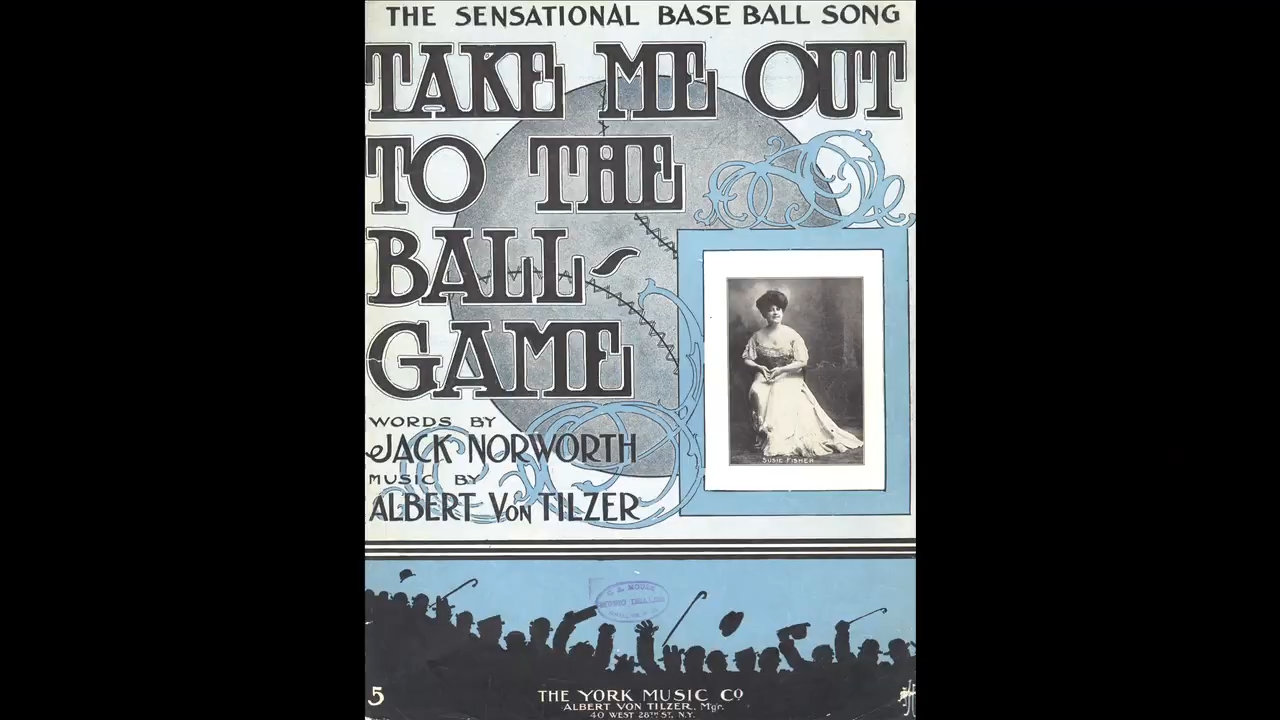 THE SENSATIONAL BASE BALL SONG
TAKE ME OUT
TO THE
BALL-
GAME
WORDS BY
JACK NORWORTH
MUSIC BY
ALBERT VON TILZER
SUSIE FISHER
5
THE YORK MUSIC CO
ALBERT VON TILZER, Mgr.
40 WEST 28TH ST. N.Y.